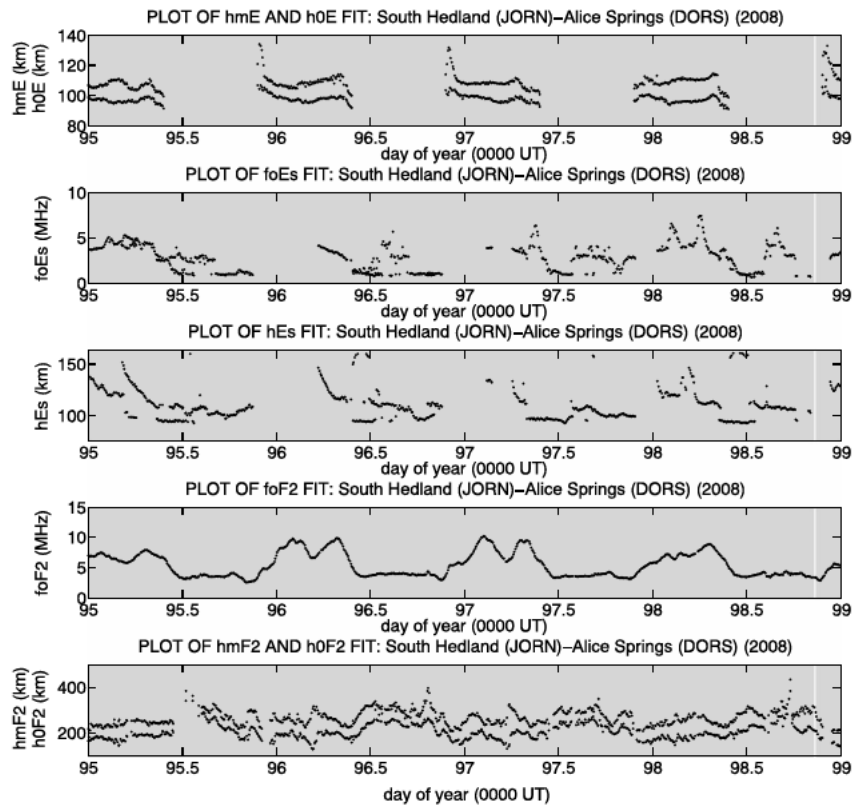 PLOT OF hmE AND h0E FIT: South Hedland (JORN)–Alice Springs (DORS) (2008)
hmE (km)
h0E (km)
140
120
100
80
95 95.5 96 96.5 97 97.5 98 98.5 99
day of year (0000 UT)
PLOT OF foEs FIT: South Hedland (JORN)–Alice Springs (DORS) (2008)
foEs (MHz)
10
5
0
95 95.5 96 96.5 97 97.5 98 98.5 99
day of year (0000 UT)
PLOT OF hEs FIT: South Hedland (JORN)–Alice Springs (DORS) (2008)
hEs (km)
150
100
95 95.5 96 96.5 97 97.5 98 98.5 99
day of year (0000 UT)
PLOT OF foF2 FIT: South Hedland (JORN)–Alice Springs (DORS) (2008)
foF2 (MHz)
15
10
5
0
95 95.5 96 96.5 97 97.5 98 98.5 99
day of year (0000 UT)
PLOT OF hmF2 AND h0F2 FIT: South Hedland (JORN)–Alice Springs (DORS) (2008)
hmF2 (km)
h0F2 (km)
400
200
95 95.5 96 96.5 97 97.5 98 98.5 99
day of year (0000 UT)